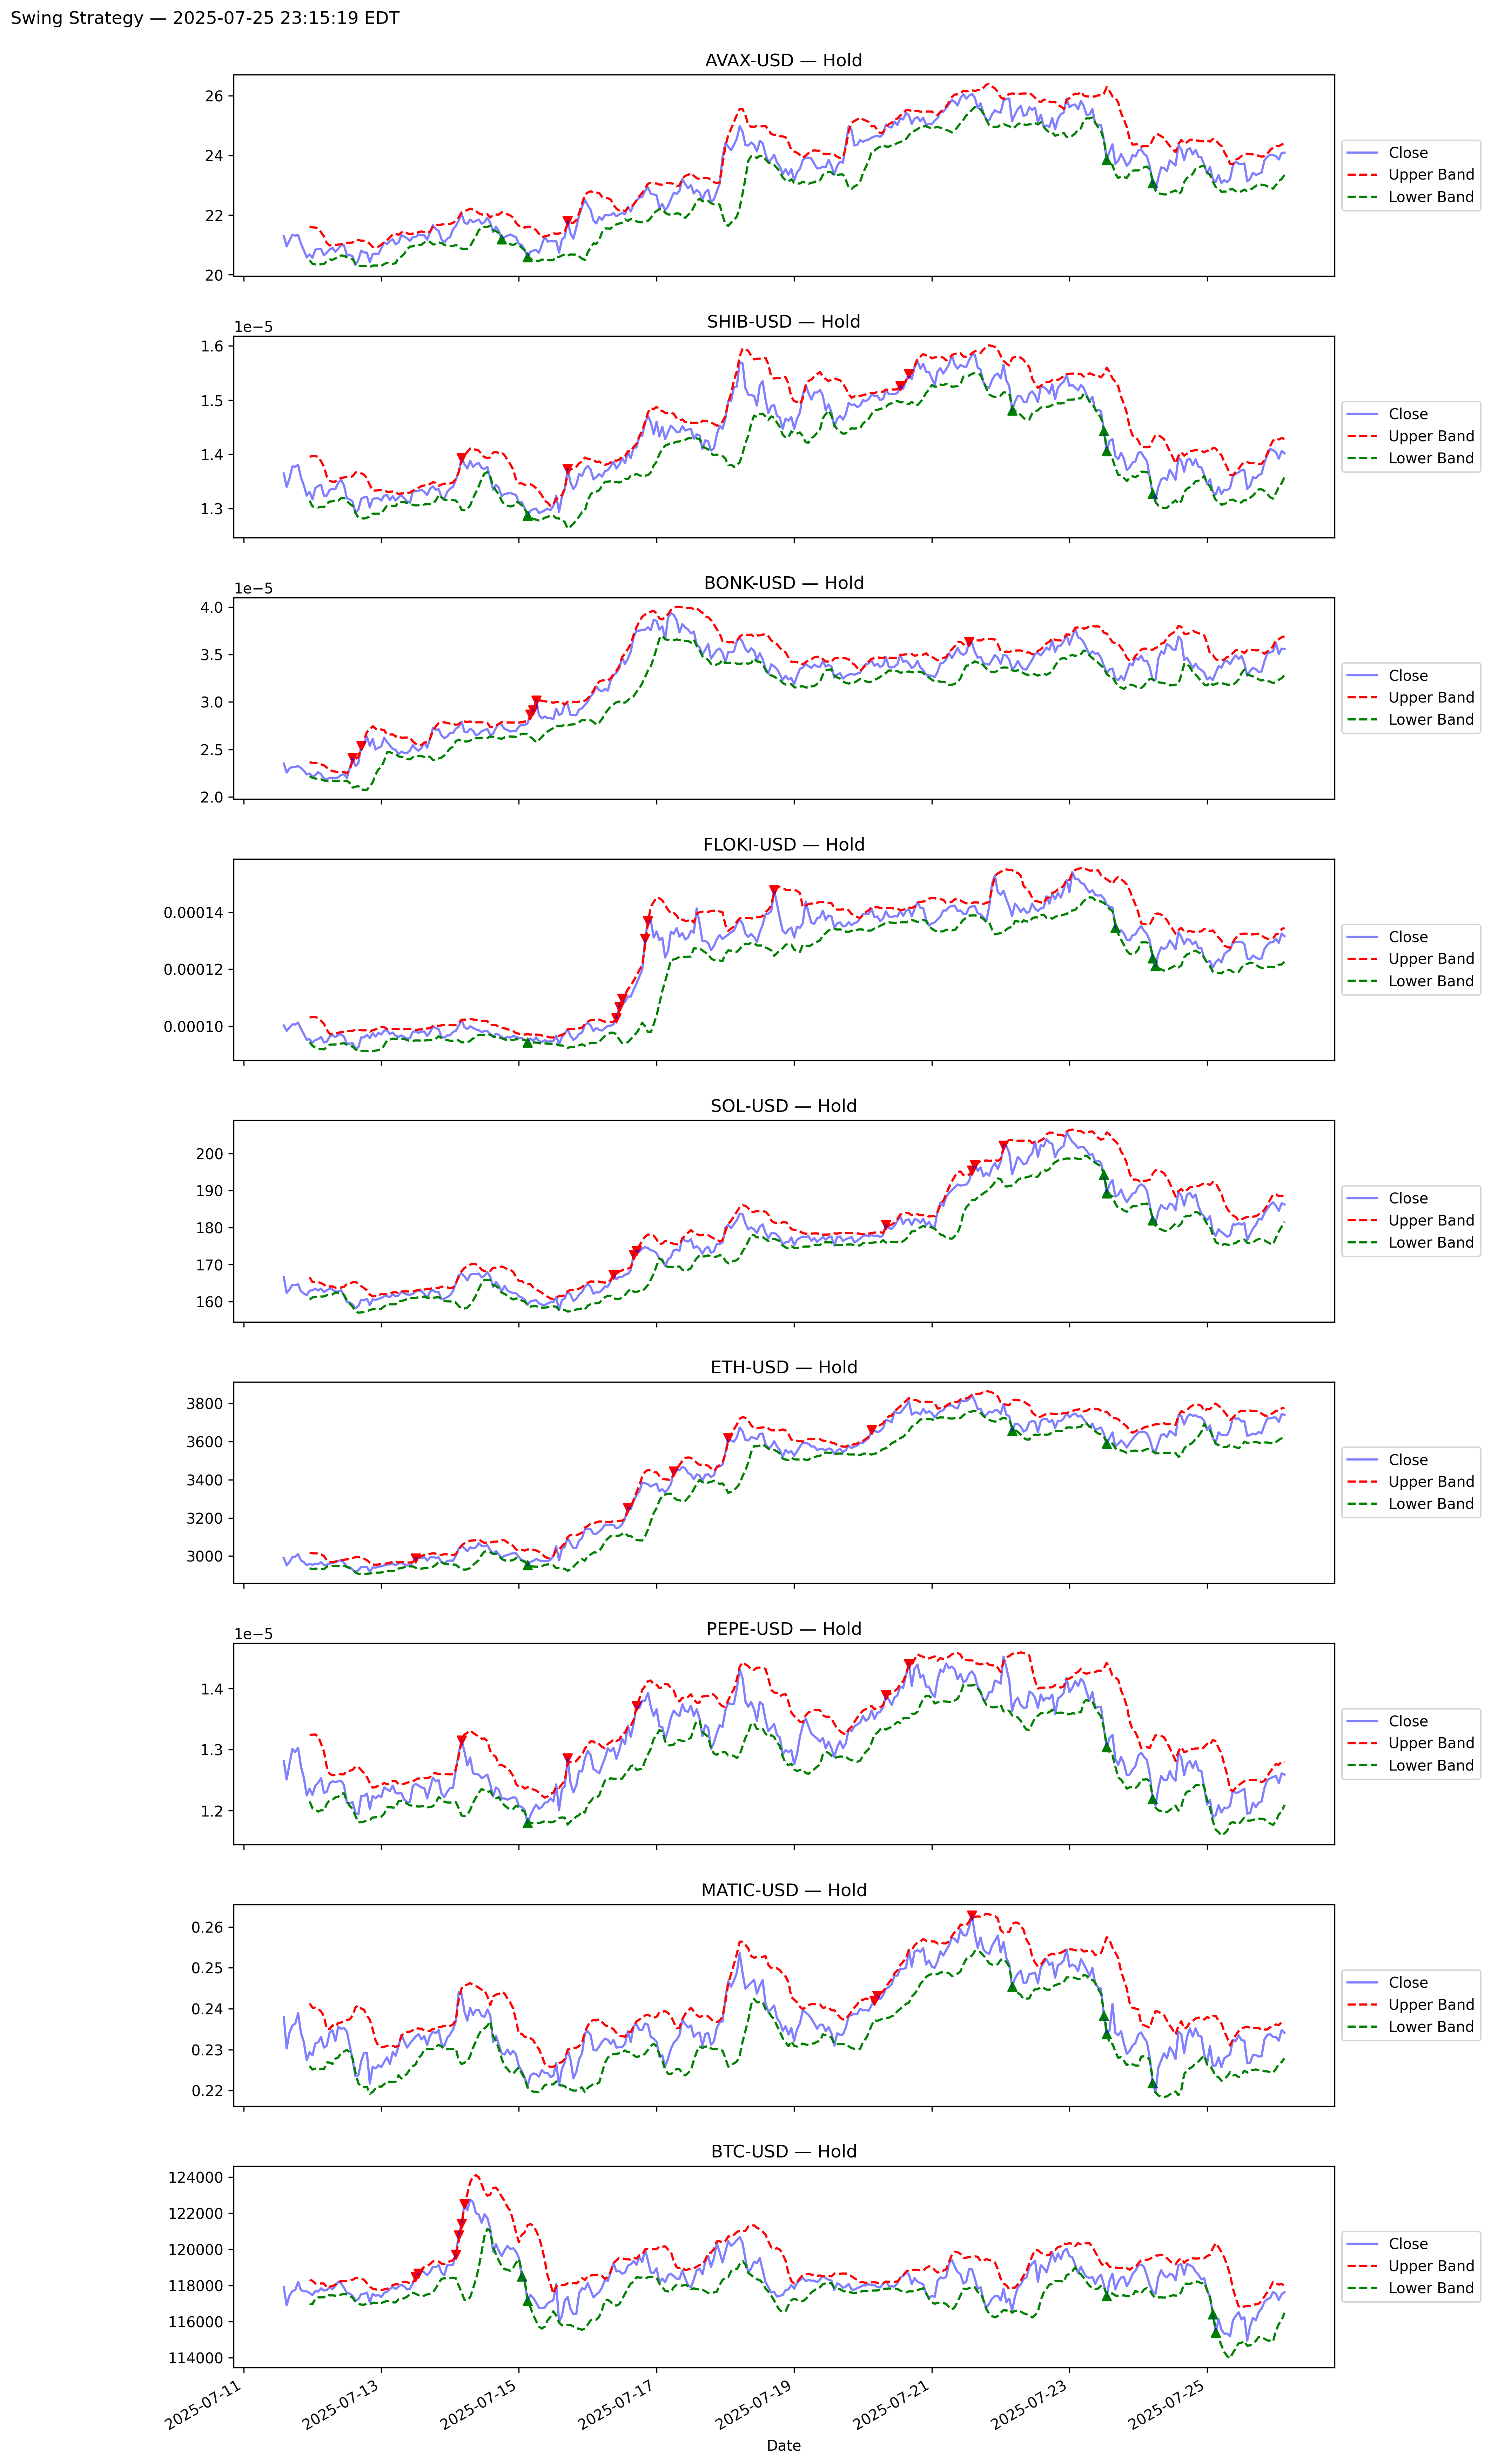 Swing Strategy — 2025-07-25 23:15:19 EDT
AVAX-USD — Hold
26
24
22
20
Close
Upper Band
Lower Band
SHIB-USD — Hold
1e−5
1.6
1.5
1.4
1.3
Close
Upper Band
Lower Band
BONK-USD — Hold
1e−5
4.0
3.5
3.0
2.5
2.0
Close
Upper Band
Lower Band
FLOKI-USD — Hold
0.00014
0.00012
0.00010
Close
Upper Band
Lower Band
SOL-USD — Hold
200
190
180
170
160
Close
Upper Band
Lower Band
ETH-USD — Hold
3800
3600
3400
3200
3000
Close
Upper Band
Lower Band
PEPE-USD — Hold
1e−5
1.4
1.3
1.2
Close
Upper Band
Lower Band
MATIC-USD — Hold
0.26
0.25
0.24
0.23
0.22
Close
Upper Band
Lower Band
BTC-USD — Hold
124000
122000
120000
118000
116000
114000
Close
Upper Band
Lower Band
2025-07-11
2025-07-13
2025-07-15
2025-07-17
2025-07-19
2025-07-21
2025-07-23
2025-07-25
Date